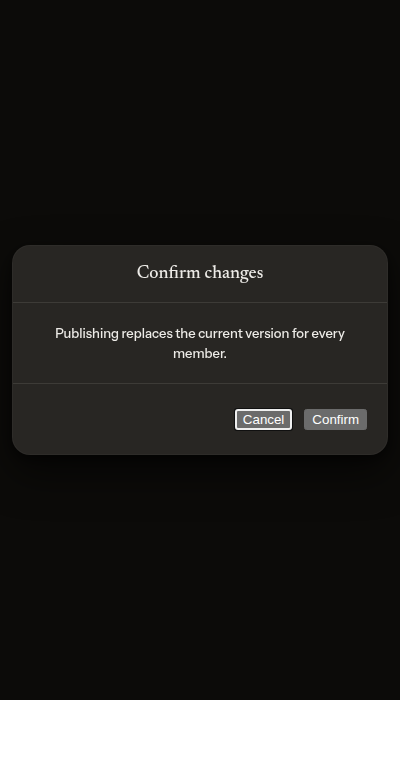 Confirm changes
Publishing replaces the current version for every
member.
Cancel
Confirm